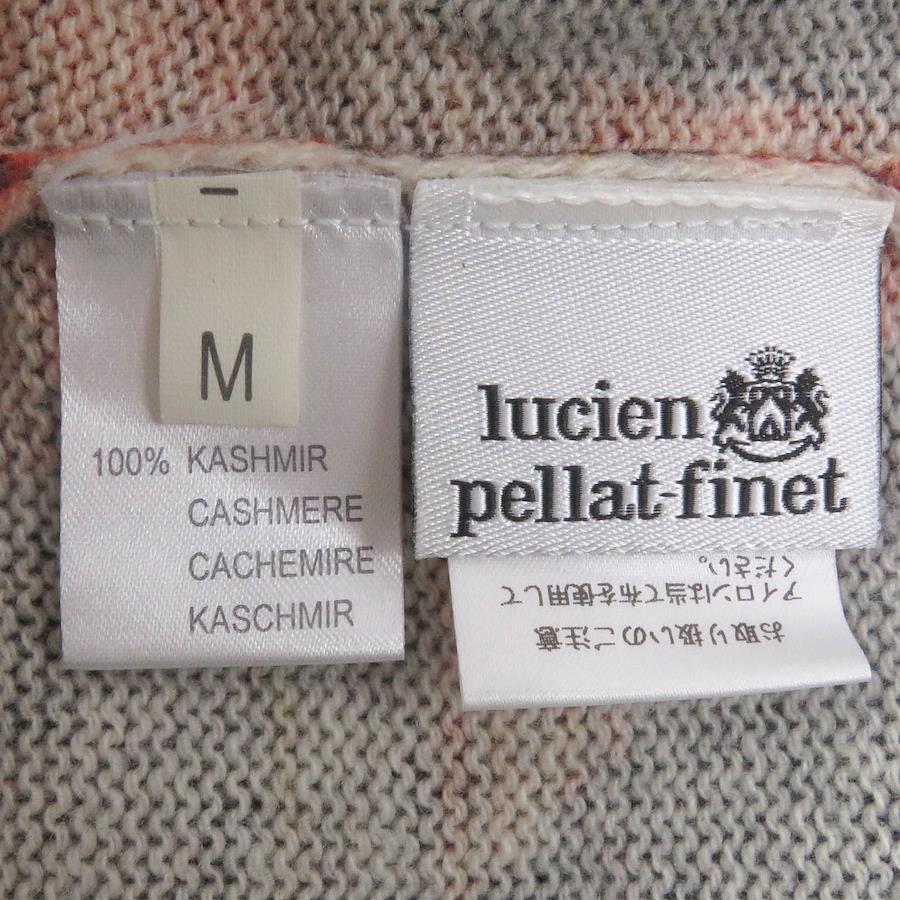 M
100% KASHMIR
CASHMERE
CACHEMIRE
KASCHMIR
lucien
pellat-finet
お取り扱いのご注意
アイロンは当て布を使用して
ください。